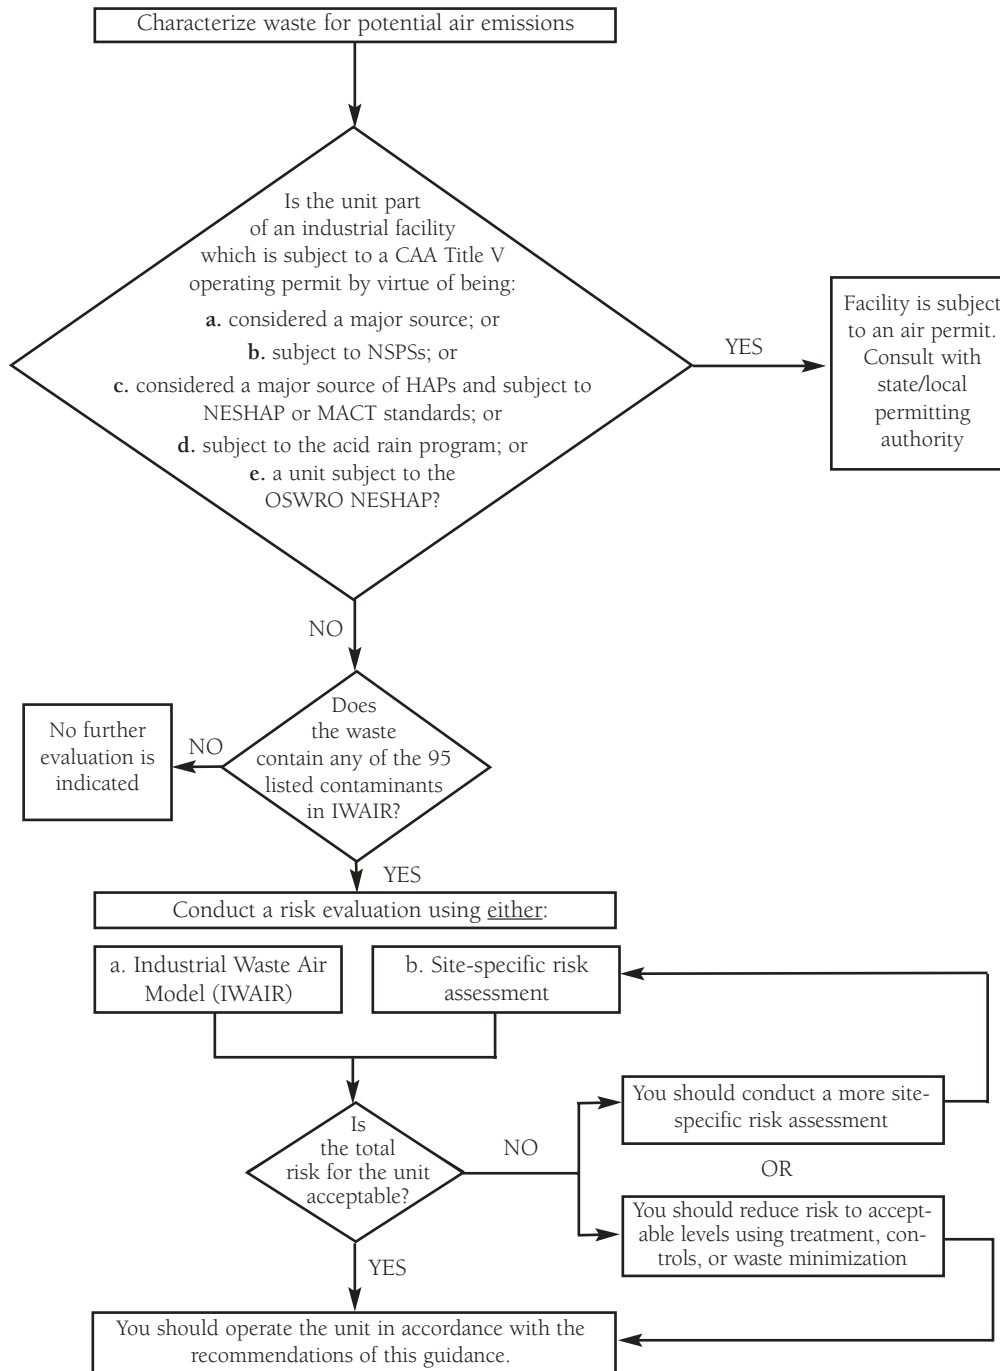 Characterize waste for potential air emissions
Is the unit part
of an industrial facility
which is subject to a CAA Title V
operating permit by virtue of being:
a. considered a major source; or
b. subject to NSPSs; or
c. considered a major source of HAPs and subject to
NESHAP or MACT standards; or
d. subject to the acid rain program; or
e. a unit subject to the
OSWRO NESHAP?
YES
Facility is subject
to an air permit.
Consult with
state/local
permitting
authority
NO
Does
the waste
contain any of the 95
listed contaminants
in IWAIR?
NO
No further
evaluation is
indicated
YES
Conduct a risk evaluation using either:
a. Industrial Waste Air
Model (IWAIR)
b. Site-specific risk
assessment
Is
the total
risk for the unit
acceptable?
NO
You should conduct a more site-
specific risk assessment
OR
You should reduce risk to accept-
able levels using treatment, con-
trols, or waste minimization
YES
You should operate the unit in accordance with the
recommendations of this guidance.